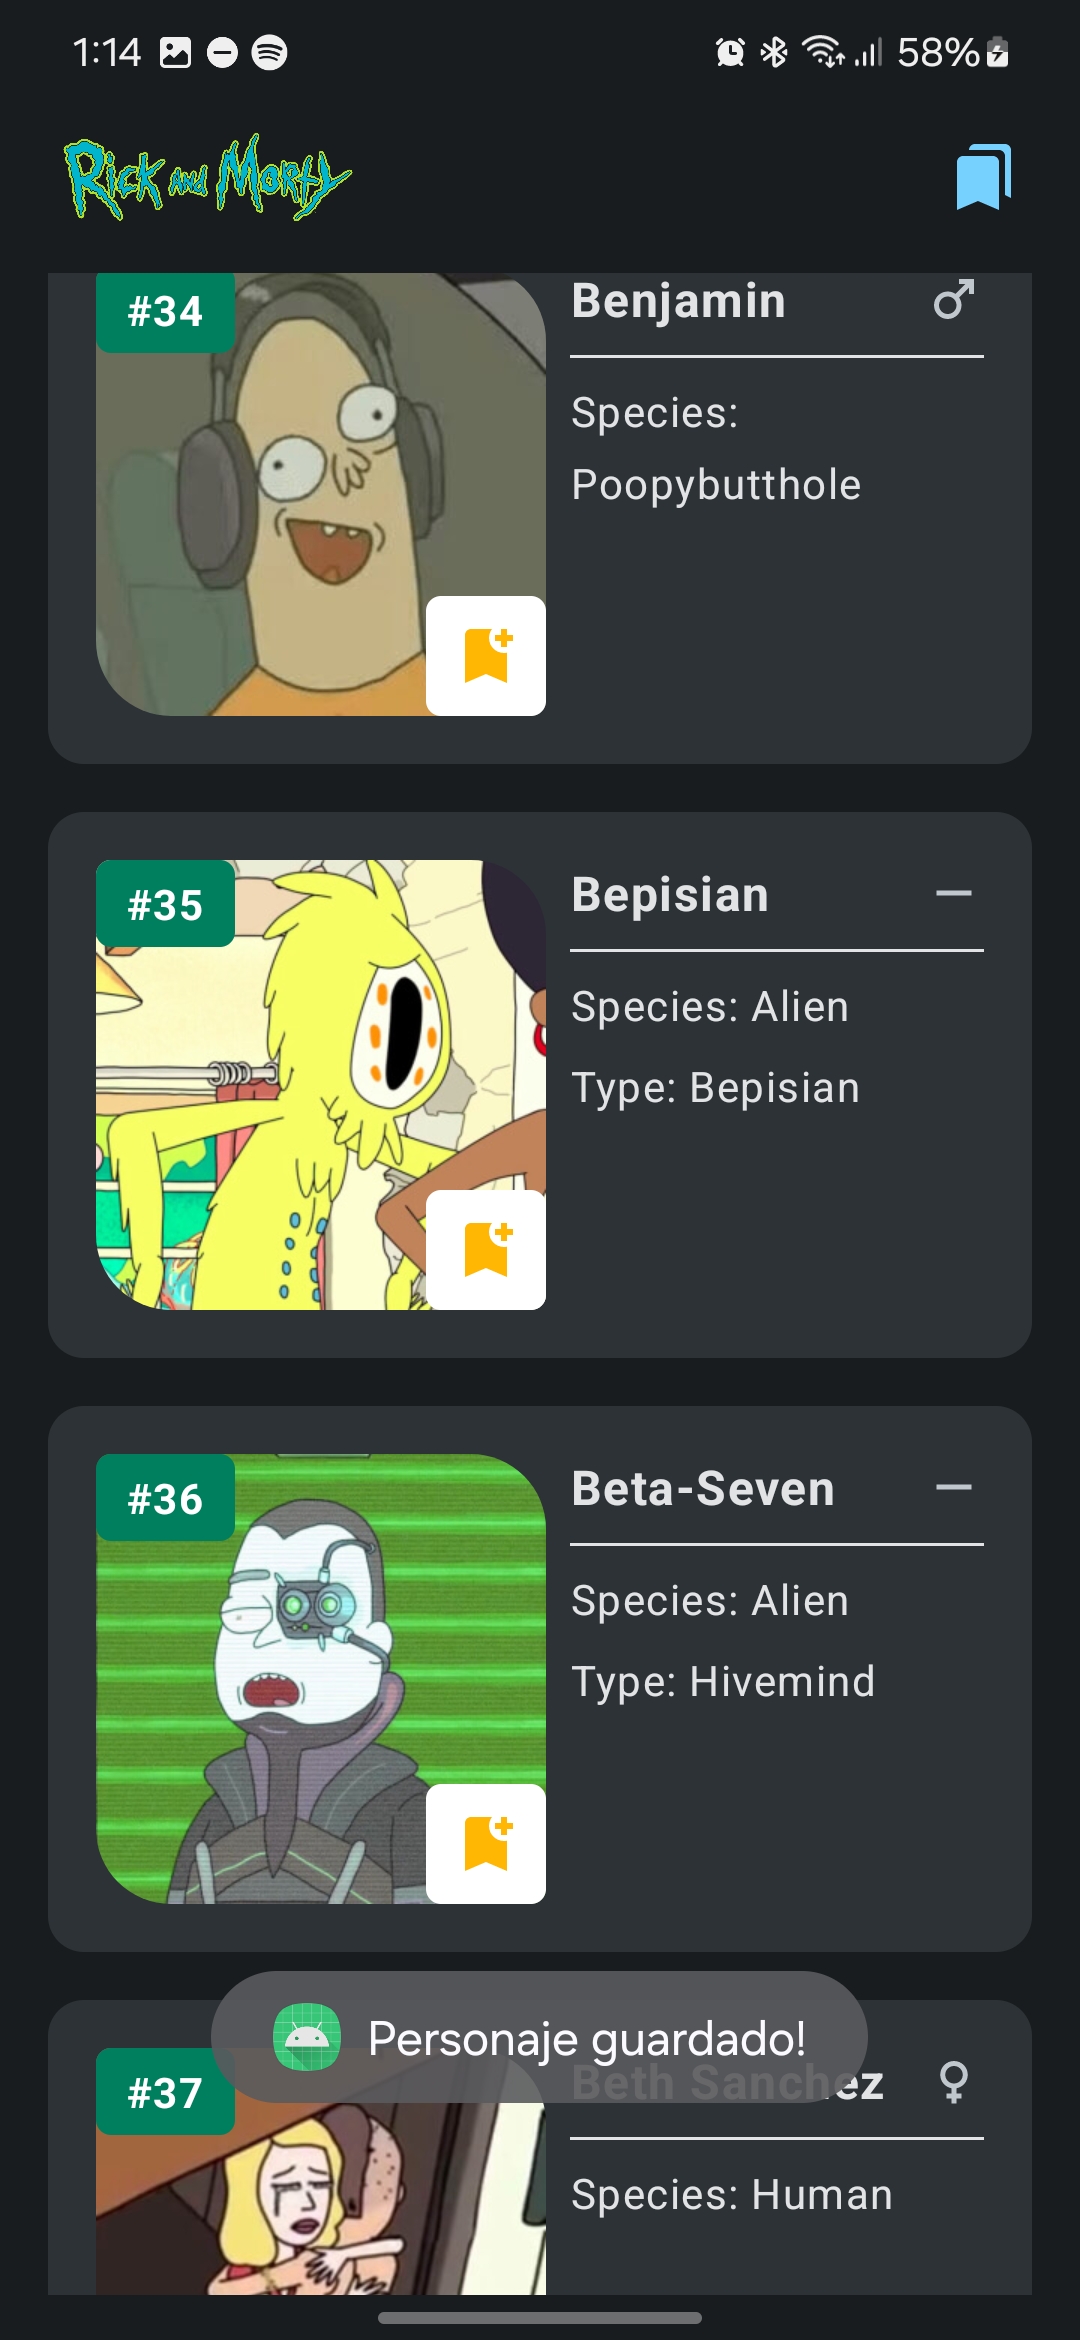 1:14
58%
Rick and Morty
#34
Benjamin
Species:
Poopybutthole
#35
Bepisian
Species: Alien
Type: Bepisian
#36
Beta-Seven
Species: Alien
Type: Hivemind
Personaje guardado!
#37
Beth Sanchez
Species: Human